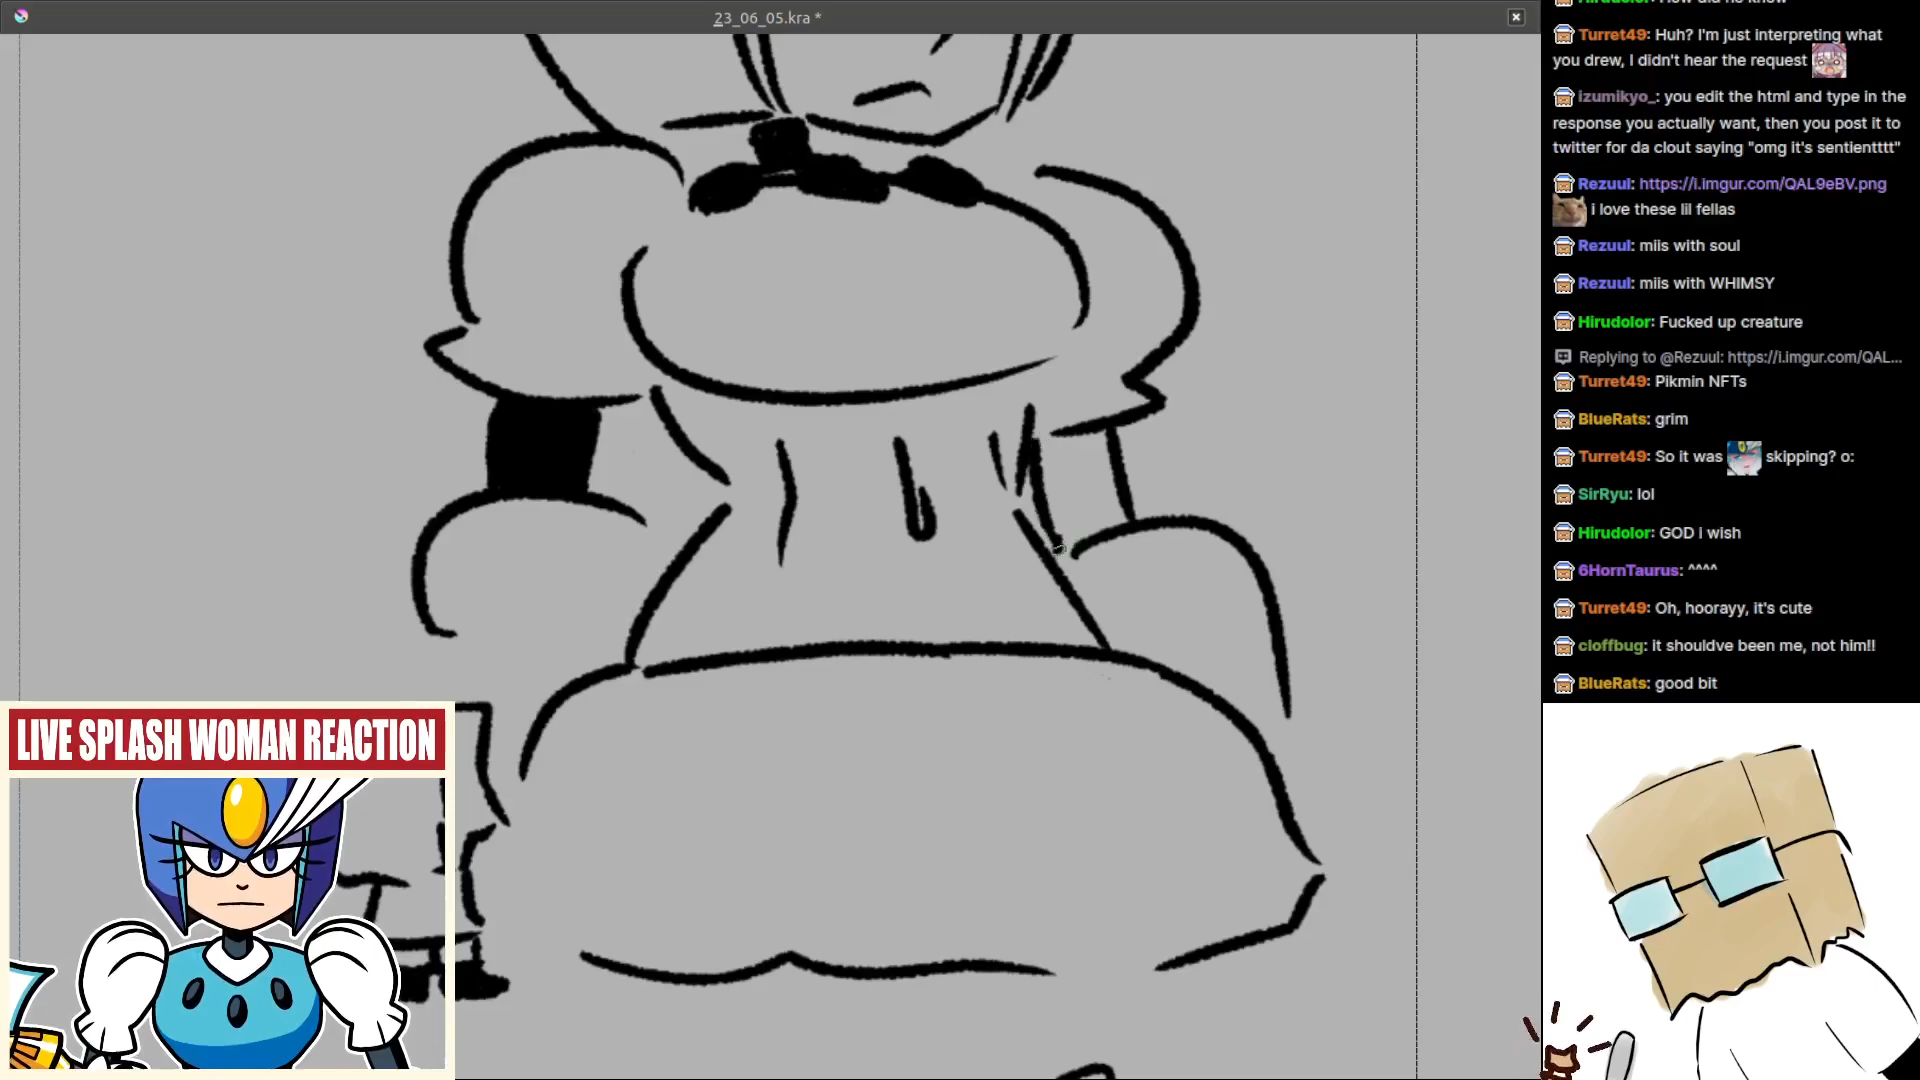 23_06_05.kra *
Turret49: Huh? I'm just interpreting what
you drew, I didn't hear the request
izumikyo_: you edit the html and type in the
response you actually want, then you post it to
twitter for da clout saying "omg it's sentientttt"
Rezuul: https://i.imgur.com/QAL9eBV.png
i love these lil fellas
Rezuul: miis with soul
Rezuul: miis with WHIMSY
Hirudolor: Fucked up creature
Replying to @Rezuul: https://i.imgur.com/QAL...
Turret49: Pikmin NFTs
BlueRats: grim
Turret49: So it was skipping? o:
SirRyu: lol
Hirudolor: GOD I wish
6HornTaurus: ^^^^
Turret49: Oh, hoorayy, it's cute
cloffbug: it shouldve been me, not him!!
BlueRats: good bit
LIVE SPLASH WOMAN REACTION